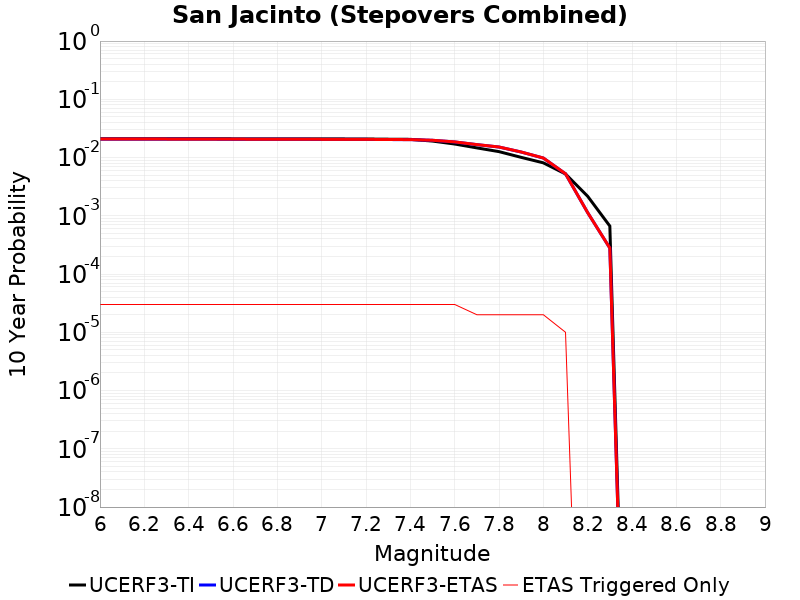 San Jacinto (Stepovers Combined)
10^0
10^-1
10^-2
10^-3
10^-4
10^-5
10^-6
10^-7
10^-8
10 Year Probability
6 6.2 6.4 6.6 6.8 7 7.2 7.4 7.6 7.8 8 8.2 8.4 8.6 8.8 9
Magnitude
UCERF3-TI UCERF3-TD UCERF3-ETAS ETAS Triggered Only